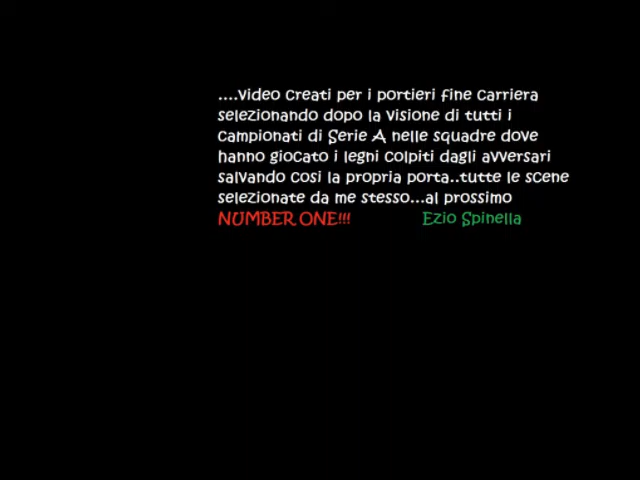 ....video creati per i portieri fine carriera
selezionando dopo la visione di tutti i
campionati di Serie A nelle squadre dove
hanno giocato i legni colpiti dagli avversari
salvando cosi la propria porta..tutte le scene
selezionate da me stesso...al prossimo
NUMBER ONE!!! Ezio Spinella